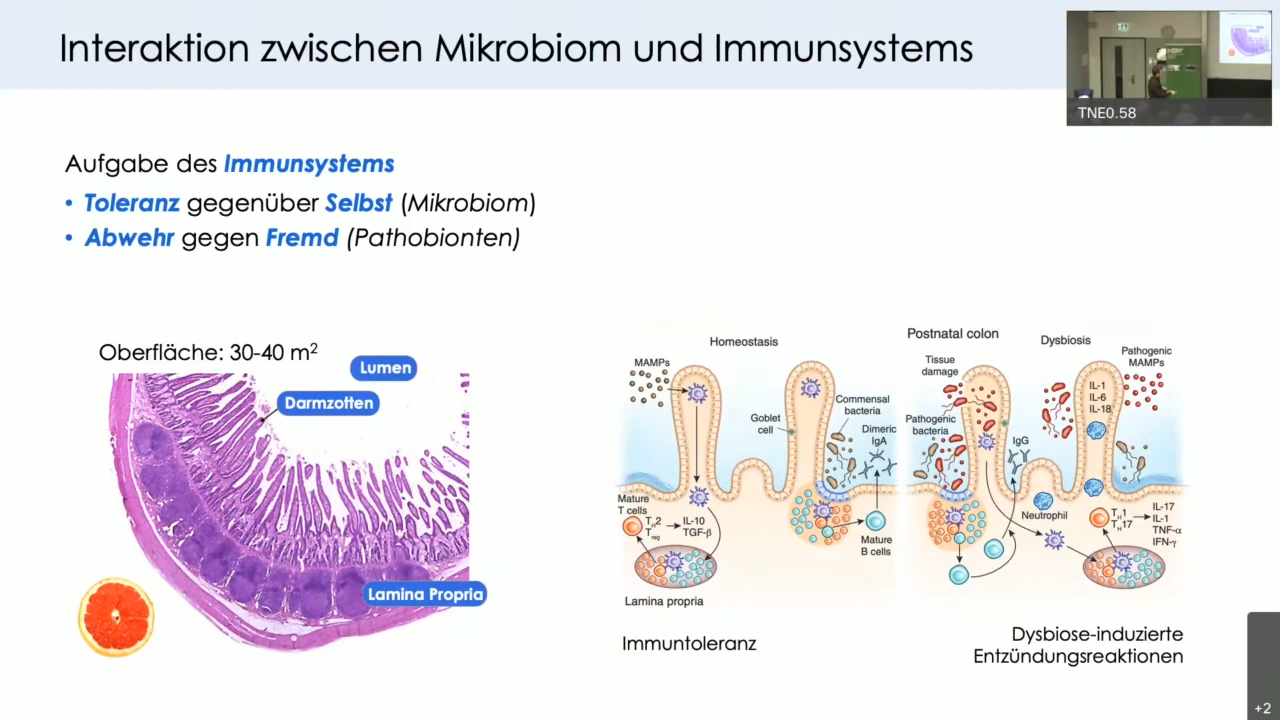 Interaktion zwischen Mikrobiom und Immunsystems
TNE0.58
Aufgabe des Immunsystems
• Toleranz gegenüber Selbst (Mikrobiom)
• Abwehr gegen Fremd (Pathobionten)
Oberfläche: 30-40 m²
Lumen
Darmzotten
Lamina Propria
Homeostasis
MAMPs
Goblet
cell
Commensal
bacteria
Dimeric
IgA
Mature
T cells
TH2
Treg
IL-10
TGF-β
Mature
B cells
Lamina propria
Immuntoleranz
Postnatal colon
Dysbiosis
Tissue
damage
Pathogenic
MAMPs
IL-1
IL-6
IL-18
Pathogenic
bacteria
IgG
Neutrophil
TH1
TH17
IL-17
IL-1
TNF-α
IFN-γ
Dysbiose-induzierte
Entzündungsreaktionen
+2